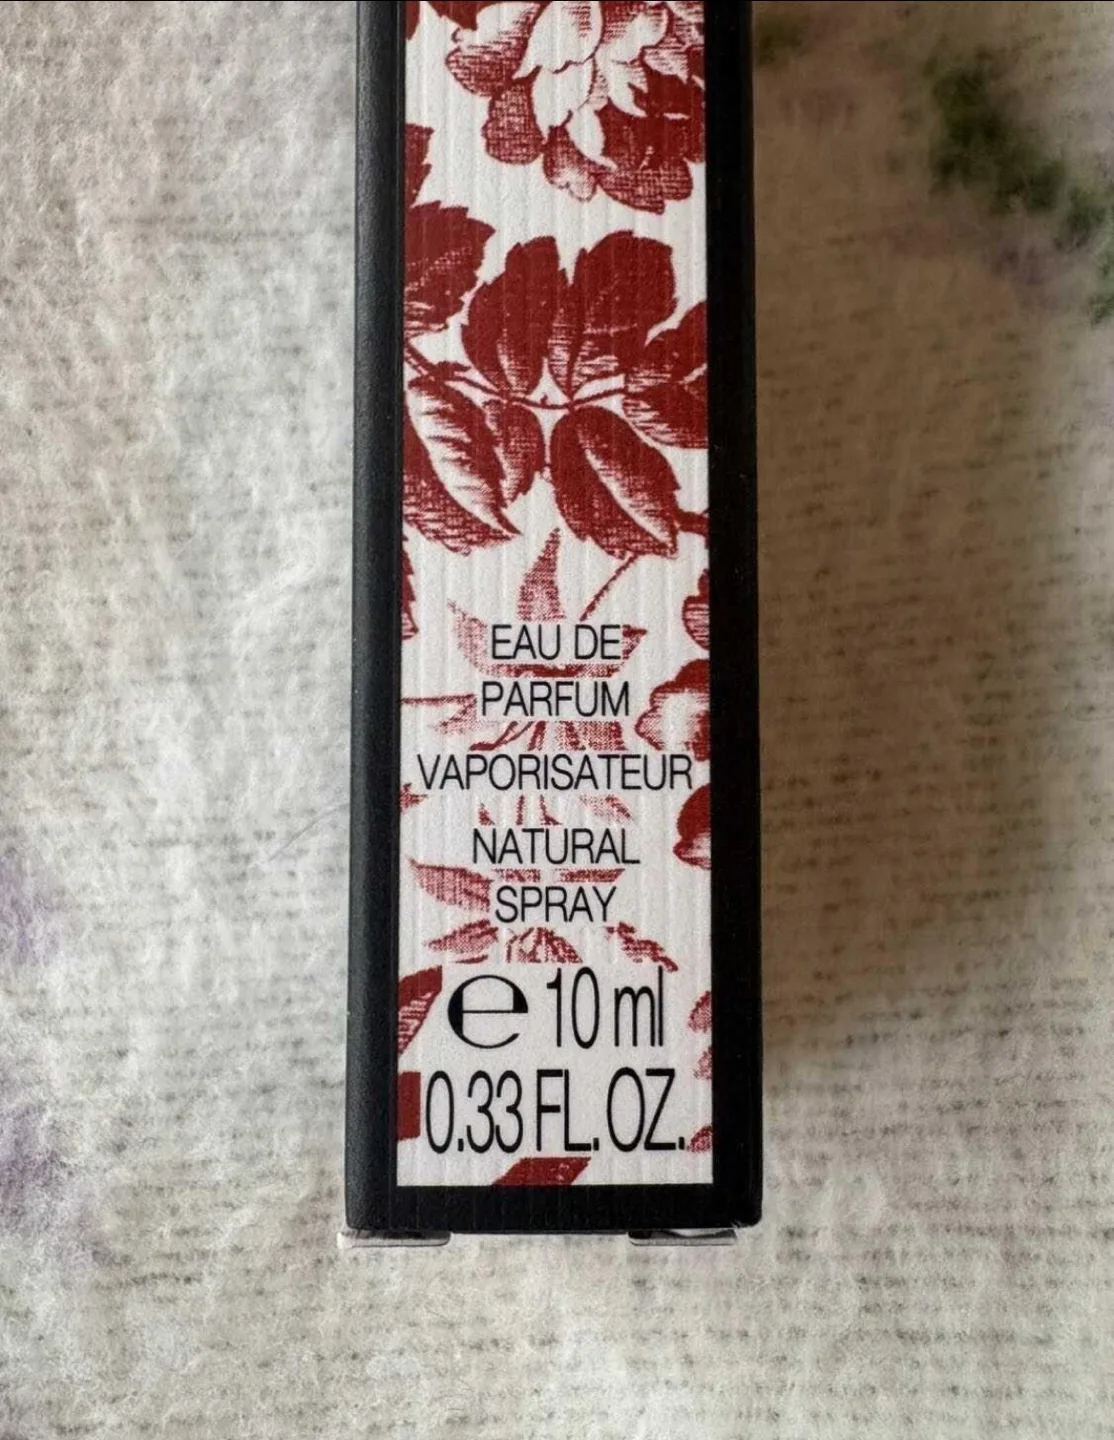 EAU DE
PARFUM
VAPORISATEUR
NATURAL
SPRAY
e 10 ml
0.33 FL. OZ.